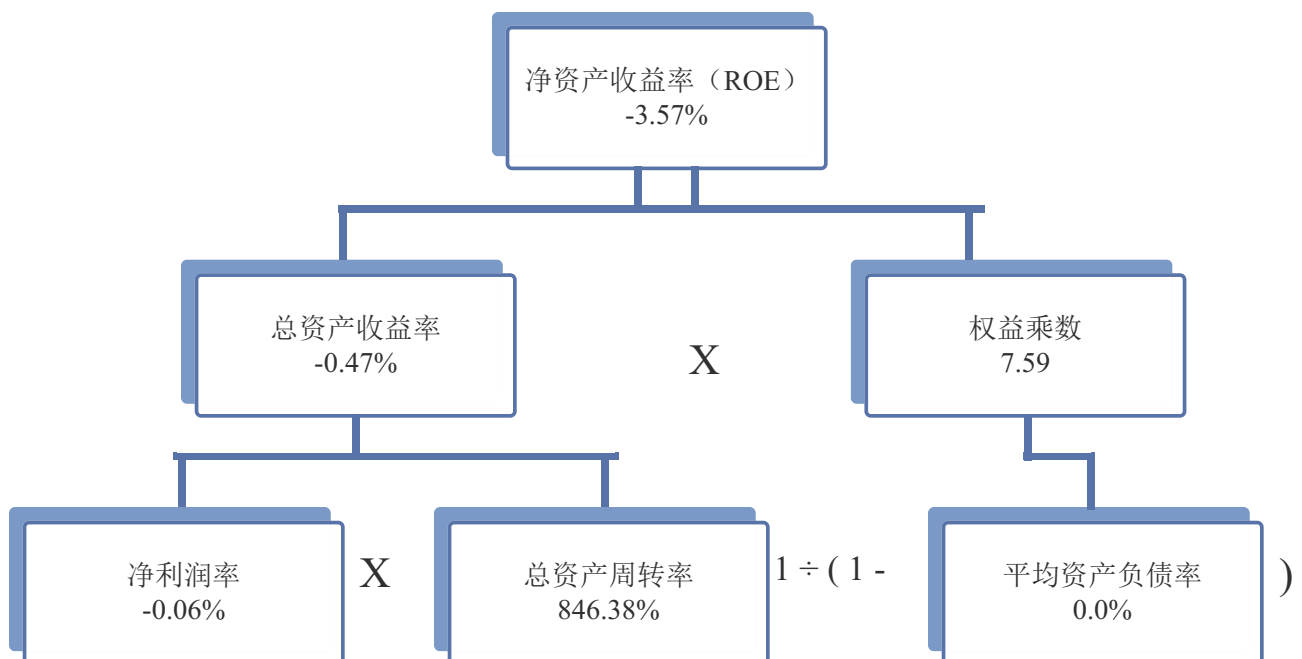 净资产收益率（ROE）
-3.57%
总资产收益率
-0.47%
X
权益乘数
7.59
净利润率
-0.06%
X
总资产周转率
846.38%
1 ÷ ( 1 -
平均资产负债率
0.0%
)